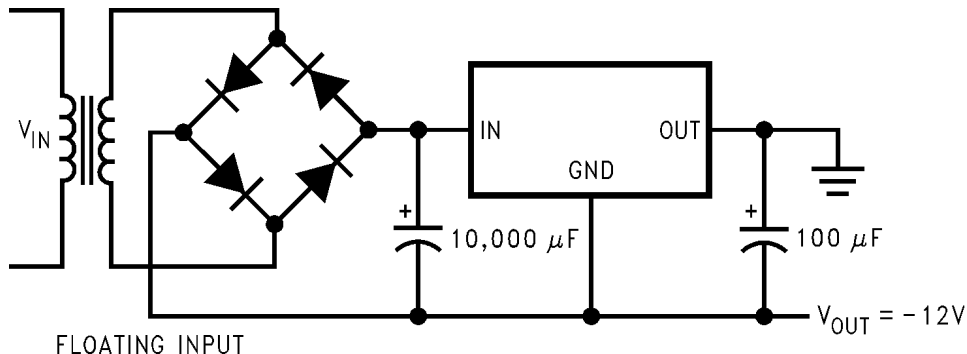 V_IN
IN
OUT
GND
+
10,000 μF
+
100 μF
V_OUT = -12V
FLOATING INPUT